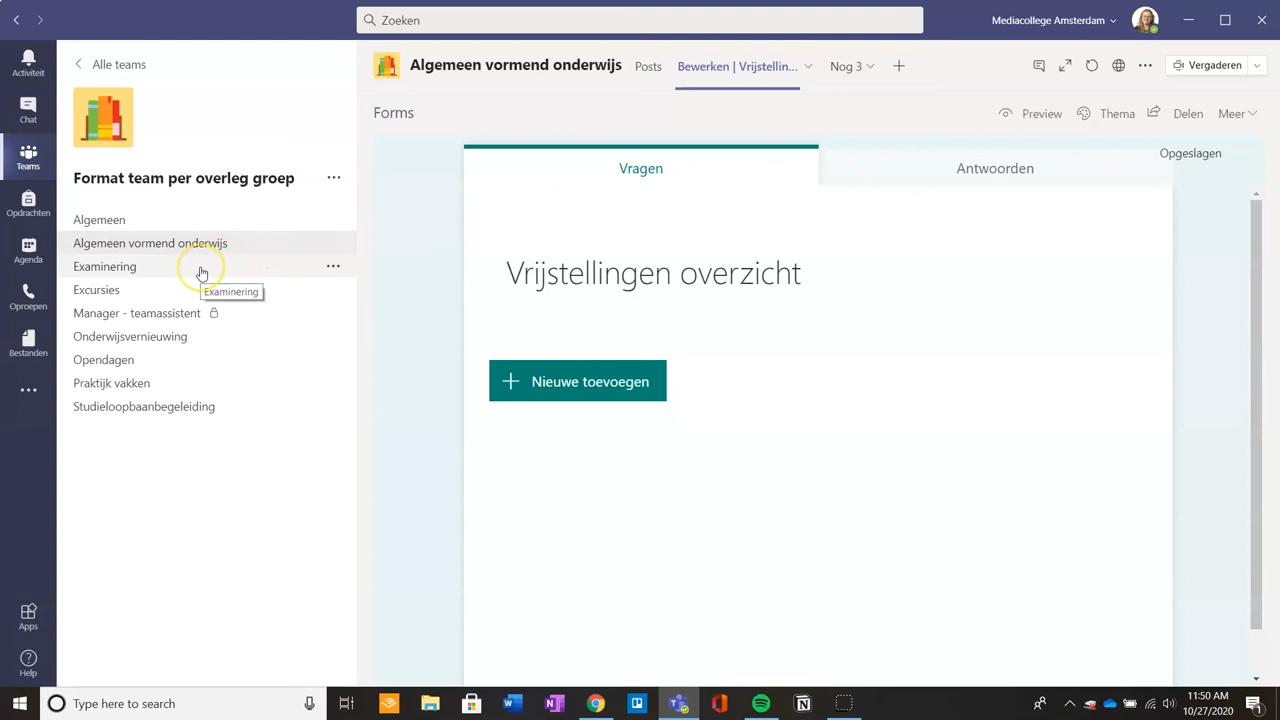 Zoeken
Mediacollege Amsterdam
Activiteit
Chat
Teams
Opdrachten
Agenda
Oproepen
Bestanden
Apps
Help
Alle teams
Format team per overleg groep
Algemeen
Algemeen vormend onderwijs
Examinering
Examinering
Excursies
Manager - teamassistent
Onderwijsvernieuwing
Opendagen
Praktijk vakken
Studieloopbaanbegeleiding
Algemeen vormend onderwijs Posts Bewerken | Vrijstellin... Nog 3
Vergaderen
Forms
Preview Thema Delen Meer
Opgeslagen
Vragen Antwoorden
Vrijstellingen overzicht
Nieuwe toevoegen
Type here to search
11:50 AM
10/27/2020